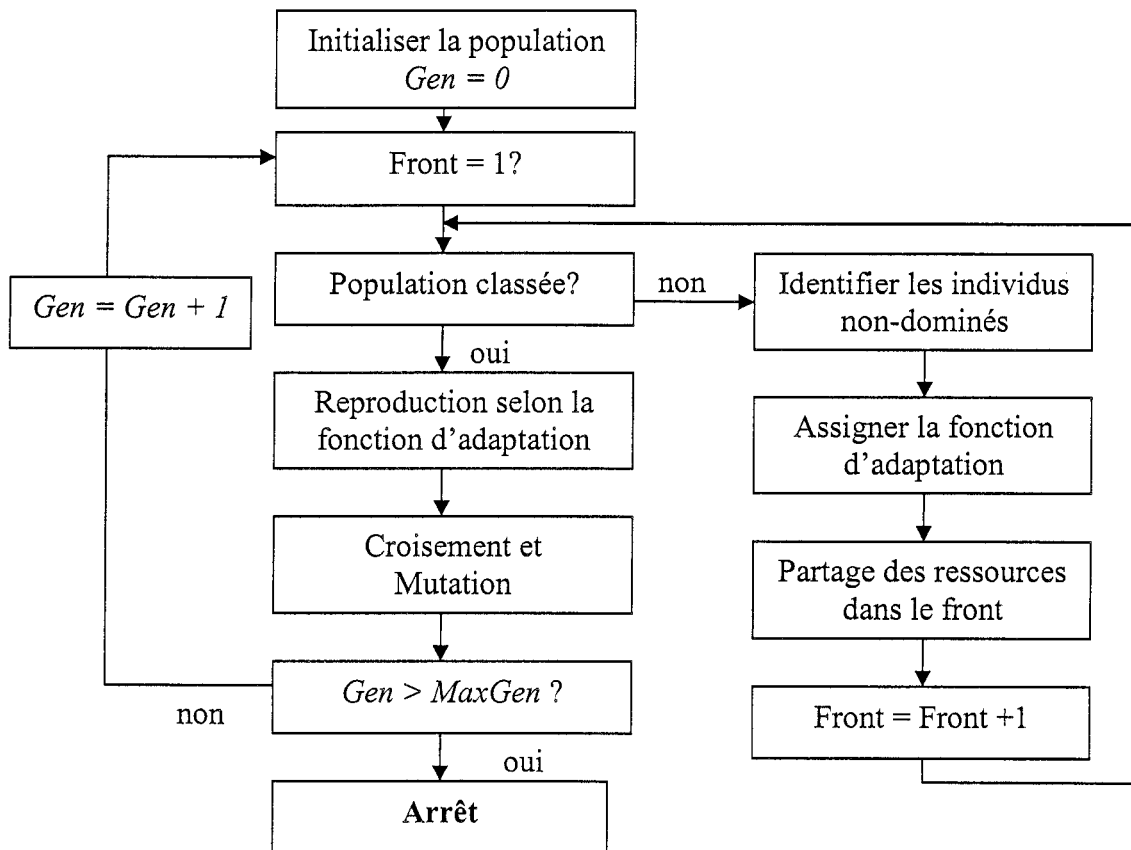 Initialiser la population
Gen = 0
Front = 1?
Population classée?
non
Identifier les individus
non-dominés
Gen = Gen + 1
oui
Reproduction selon la
fonction d'adaptation
Assigner la fonction
d'adaptation
Croisement et
Mutation
Partage des ressources
dans le front
Gen > MaxGen ?
non
Front = Front +1
oui
Arrêt